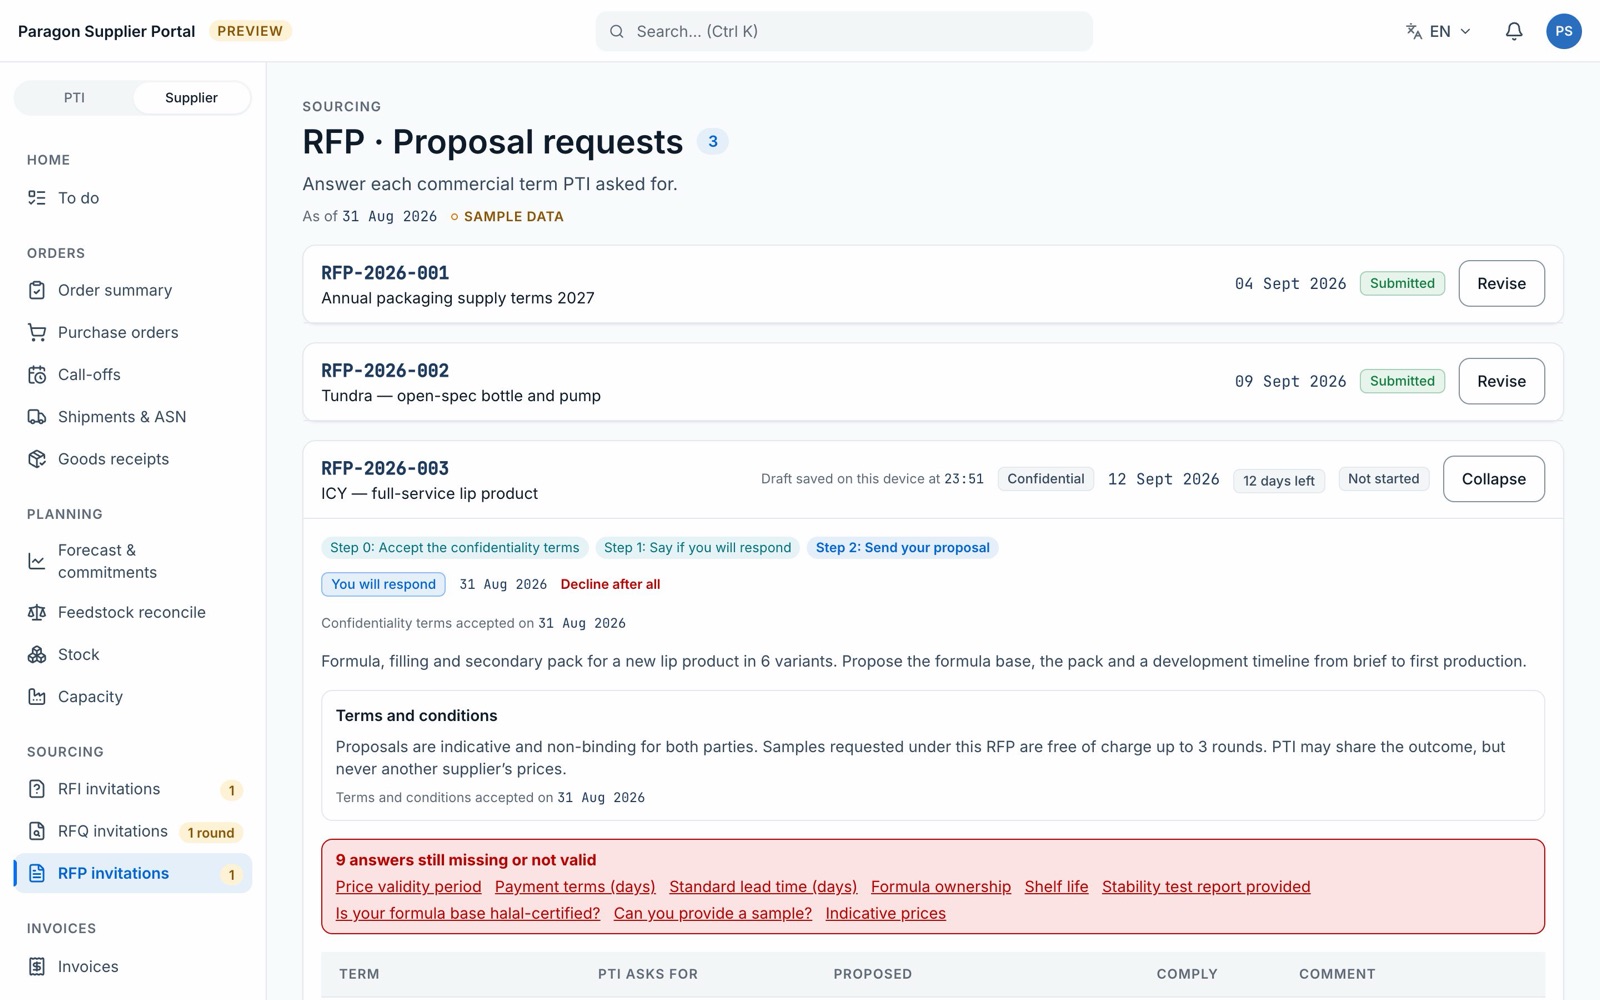 Paragon Supplier Portal PREVIEW
Search... (Ctrl K)
EN
PS
PTI Supplier
HOME
To do
ORDERS
Order summary
Purchase orders
Call-offs
Shipments & ASN
Goods receipts
PLANNING
Forecast &
commitments
Feedstock reconcile
Stock
Capacity
SOURCING
RFI invitations 1
RFQ invitations 1 round
RFP invitations 1
INVOICES
Invoices
SOURCING
RFP · Proposal requests 3
Answer each commercial term PTI asked for.
As of 31 Aug 2026 SAMPLE DATA
RFP-2026-001
Annual packaging supply terms 2027
04 Sept 2026 Submitted Revise
RFP-2026-002
Tundra — open-spec bottle and pump
09 Sept 2026 Submitted Revise
RFP-2026-003
ICY — full-service lip product
Draft saved on this device at 23:51 Confidential 12 Sept 2026 12 days left Not started Collapse
Step 0: Accept the confidentiality terms Step 1: Say if you will respond Step 2: Send your proposal
You will respond 31 Aug 2026 Decline after all
Confidentiality terms accepted on 31 Aug 2026
Formula, filling and secondary pack for a new lip product in 6 variants. Propose the formula base, the pack and a development timeline from brief to first production.
Terms and conditions
Proposals are indicative and non-binding for both parties. Samples requested under this RFP are free of charge up to 3 rounds. PTI may share the outcome, but
never another supplier’s prices.
Terms and conditions accepted on 31 Aug 2026
9 answers still missing or not valid
Price validity period Payment terms (days) Standard lead time (days) Formula ownership Shelf life Stability test report provided
Is your formula base halal-certified? Can you provide a sample? Indicative prices
TERM PTI ASKS FOR PROPOSED COMPLY COMMENT